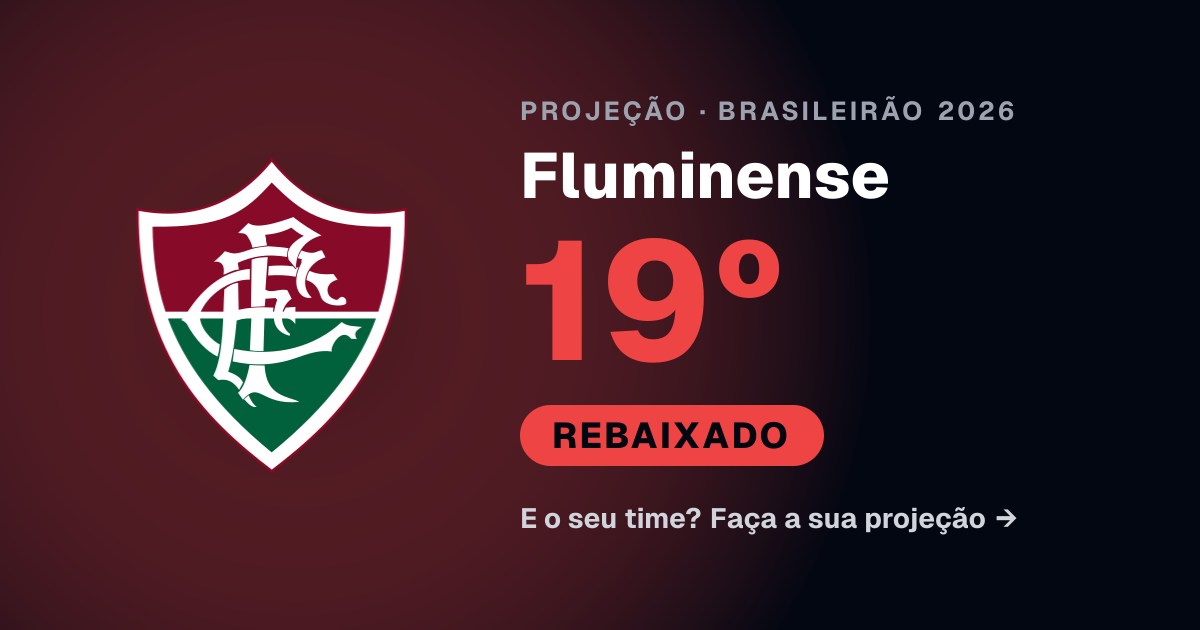 PROJEÇÃO · BRASILEIRÃO 2026
Fluminense
19º
REBAIXADO
E o seu time? Faça a sua projeção →